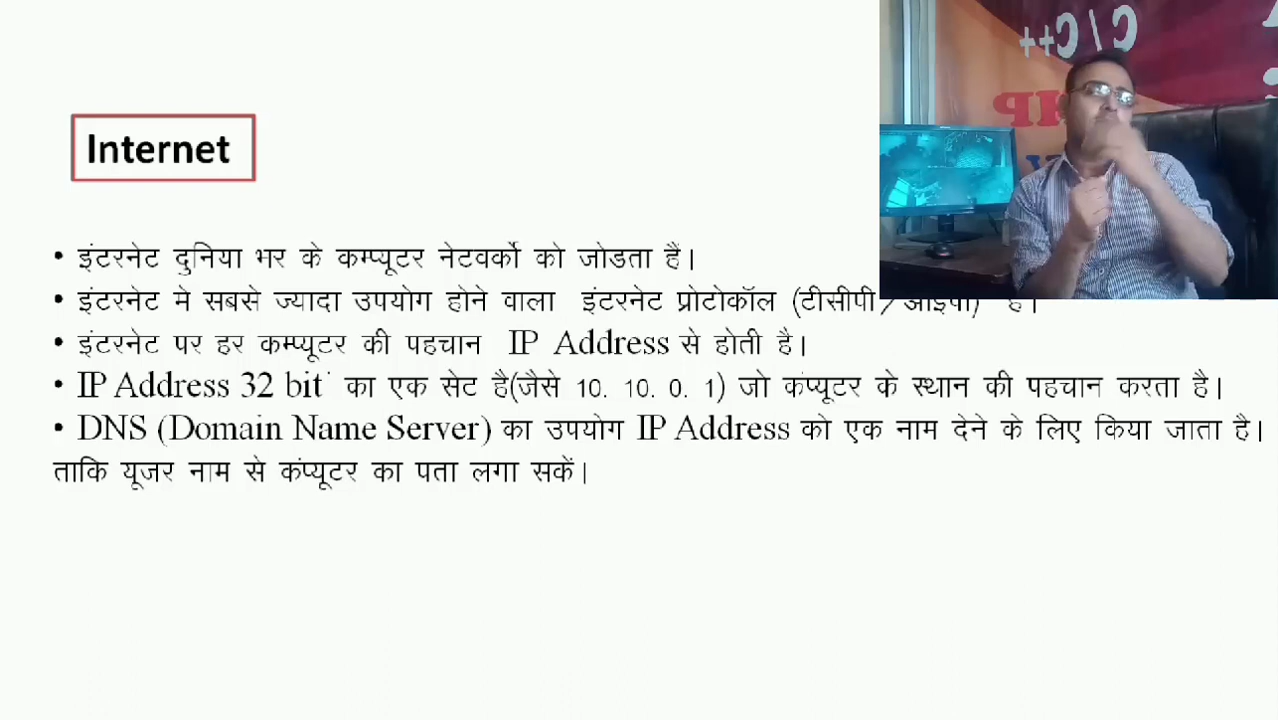 C / C++
Internet
• इंटरनेट दुनिया भर के कम्प्यूटर नेटवर्को को जोडता हैं।
• इंटरनेट मे सबसे ज्यादा उपयोग होने वाला इंटरनेट प्रोटोकॉल (टीसीपी/आईपी) है।
• इंटरनेट पर हर कम्प्यूटर की पहचान IP Address से होती है।
• IP Address 32 bit का एक सेट है(जैसे 10. 10. 0. 1) जो कंप्यूटर के स्थान की पहचान करता है।
• DNS (Domain Name Server) का उपयोग IP Address को एक नाम देने के लिए किया जाता है।
ताकि यूजर नाम से कंप्यूटर का पता लगा सकें।